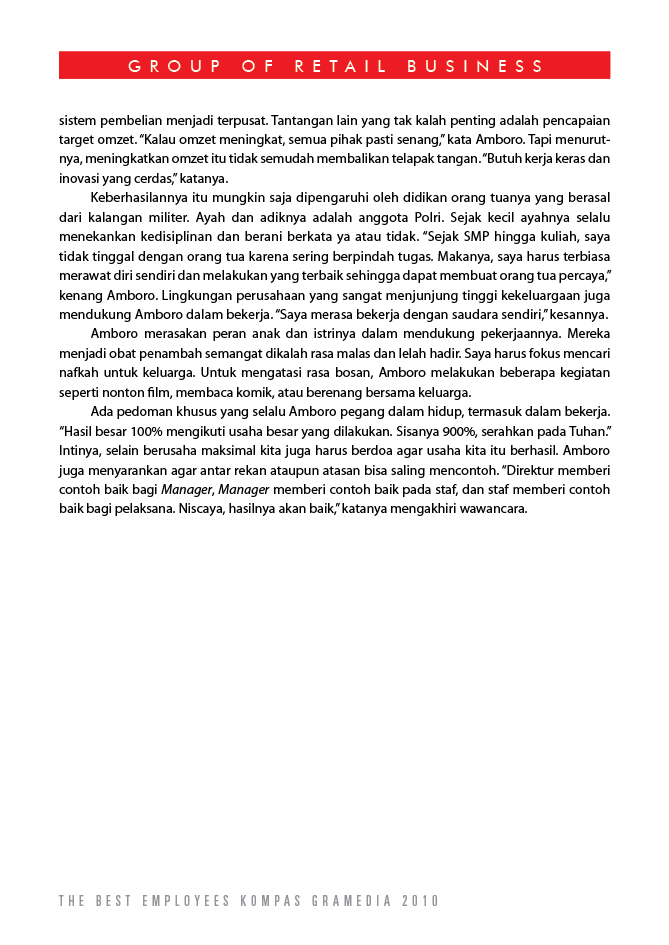 GROUP OF RETAIL BUSINESS
sistem pembelian menjadi terpusat. Tantangan lain yang tak kalah penting adalah pencapaian
target omzet. “Kalau omzet meningkat, semua pihak pasti senang,” kata Amboro. Tapi menurut-
nya, meningkatkan omzet itu tidak semudah membalikan telapak tangan. “Butuh kerja keras dan
inovasi yang cerdas,” katanya.
Keberhasilannya itu mungkin saja dipengaruhi oleh didikan orang tuanya yang berasal
dari kalangan militer. Ayah dan adiknya adalah anggota Polri. Sejak kecil ayahnya selalu
menekankan kedisiplinan dan berani berkata ya atau tidak. “Sejak SMP hingga kuliah, saya
tidak tinggal dengan orang tua karena sering berpindah tugas. Makanya, saya harus terbiasa
merawat diri sendiri dan melakukan yang terbaik sehingga dapat membuat orang tua percaya,”
kenang Amboro. Lingkungan perusahaan yang sangat menjunjung tinggi kekeluargaan juga
mendukung Amboro dalam bekerja. “Saya merasa bekerja dengan saudara sendiri,” kesannya.
Amboro merasakan peran anak dan istrinya dalam mendukung pekerjaannya. Mereka
menjadi obat penambah semangat dikalah rasa malas dan lelah hadir. Saya harus fokus mencari
nafkah untuk keluarga. Untuk mengatasi rasa bosan, Amboro melakukan beberapa kegiatan
seperti nonton film, membaca komik, atau berenang bersama keluarga.
Ada pedoman khusus yang selalu Amboro pegang dalam hidup, termasuk dalam bekerja.
“Hasil besar 100% mengikuti usaha besar yang dilakukan. Sisanya 900%, serahkan pada Tuhan.”
Intinya, selain berusaha maksimal kita juga harus berdoa agar usaha kita itu berhasil. Amboro
juga menyarankan agar antar rekan ataupun atasan bisa saling mencontoh. “Direktur memberi
contoh baik bagi Manager, Manager memberi contoh baik pada staf, dan staf memberi contoh
baik bagi pelaksana. Niscaya, hasilnya akan baik,” katanya mengakhiri wawancara.
THE BEST EMPLOYEES KOMPAS GRAMEDIA 2010